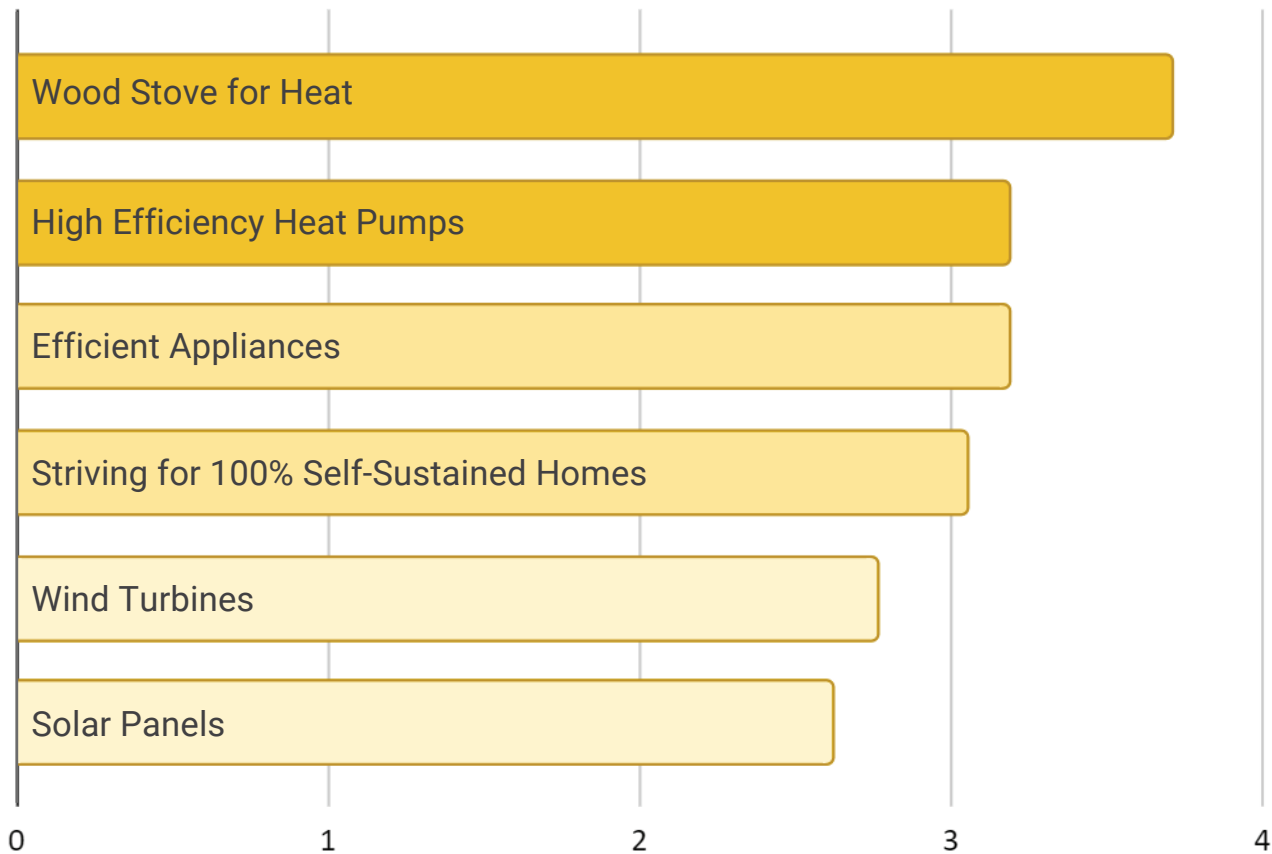 Wood Stove for Heat
High Efficiency Heat Pumps
Efficient Appliances
Striving for 100% Self-Sustained Homes
Wind Turbines
Solar Panels
0 1 2 3 4